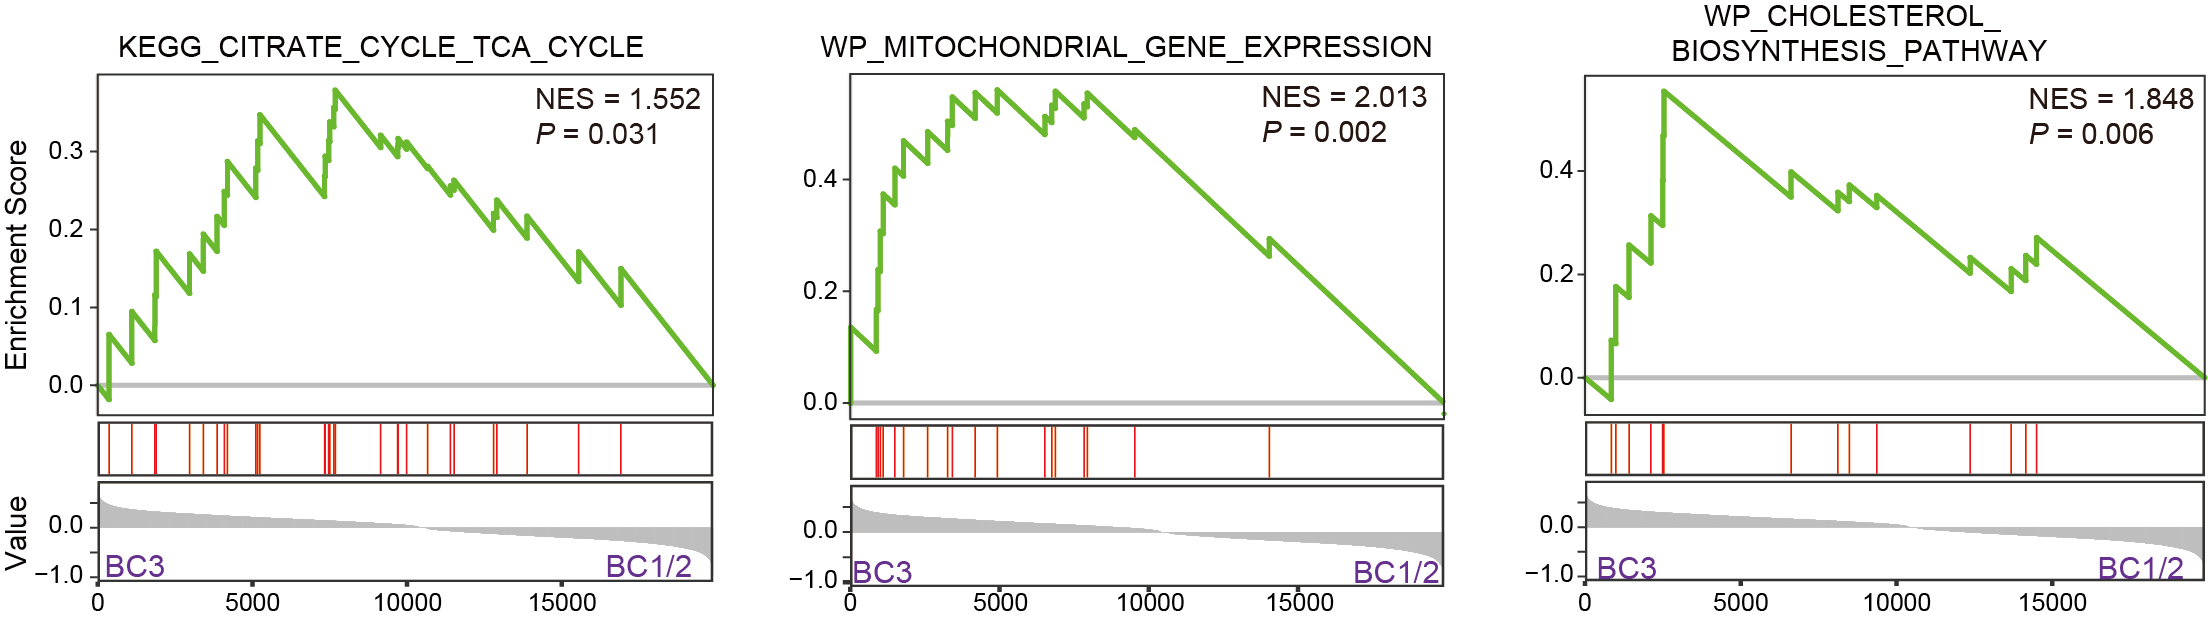 KEGG_CITRATE_CYCLE_TCA_CYCLE
NES = 1.552
P = 0.031
Enrichment Score
0.3
0.2
0.1
0.0
Value
0.0
−1.0
BC3
BC1/2
0
5000
10000
15000
WP_MITOCHONDRIAL_GENE_EXPRESSION
NES = 2.013
P = 0.002
0.4
0.2
0.0
0.0
−1.0
BC3
BC1/2
0
5000
10000
15000
WP_CHOLESTEROL_
BIOSYNTHESIS_PATHWAY
NES = 1.848
P = 0.006
0.4
0.2
0.0
0.0
−1.0
BC3
BC1/2
0
5000
10000
15000